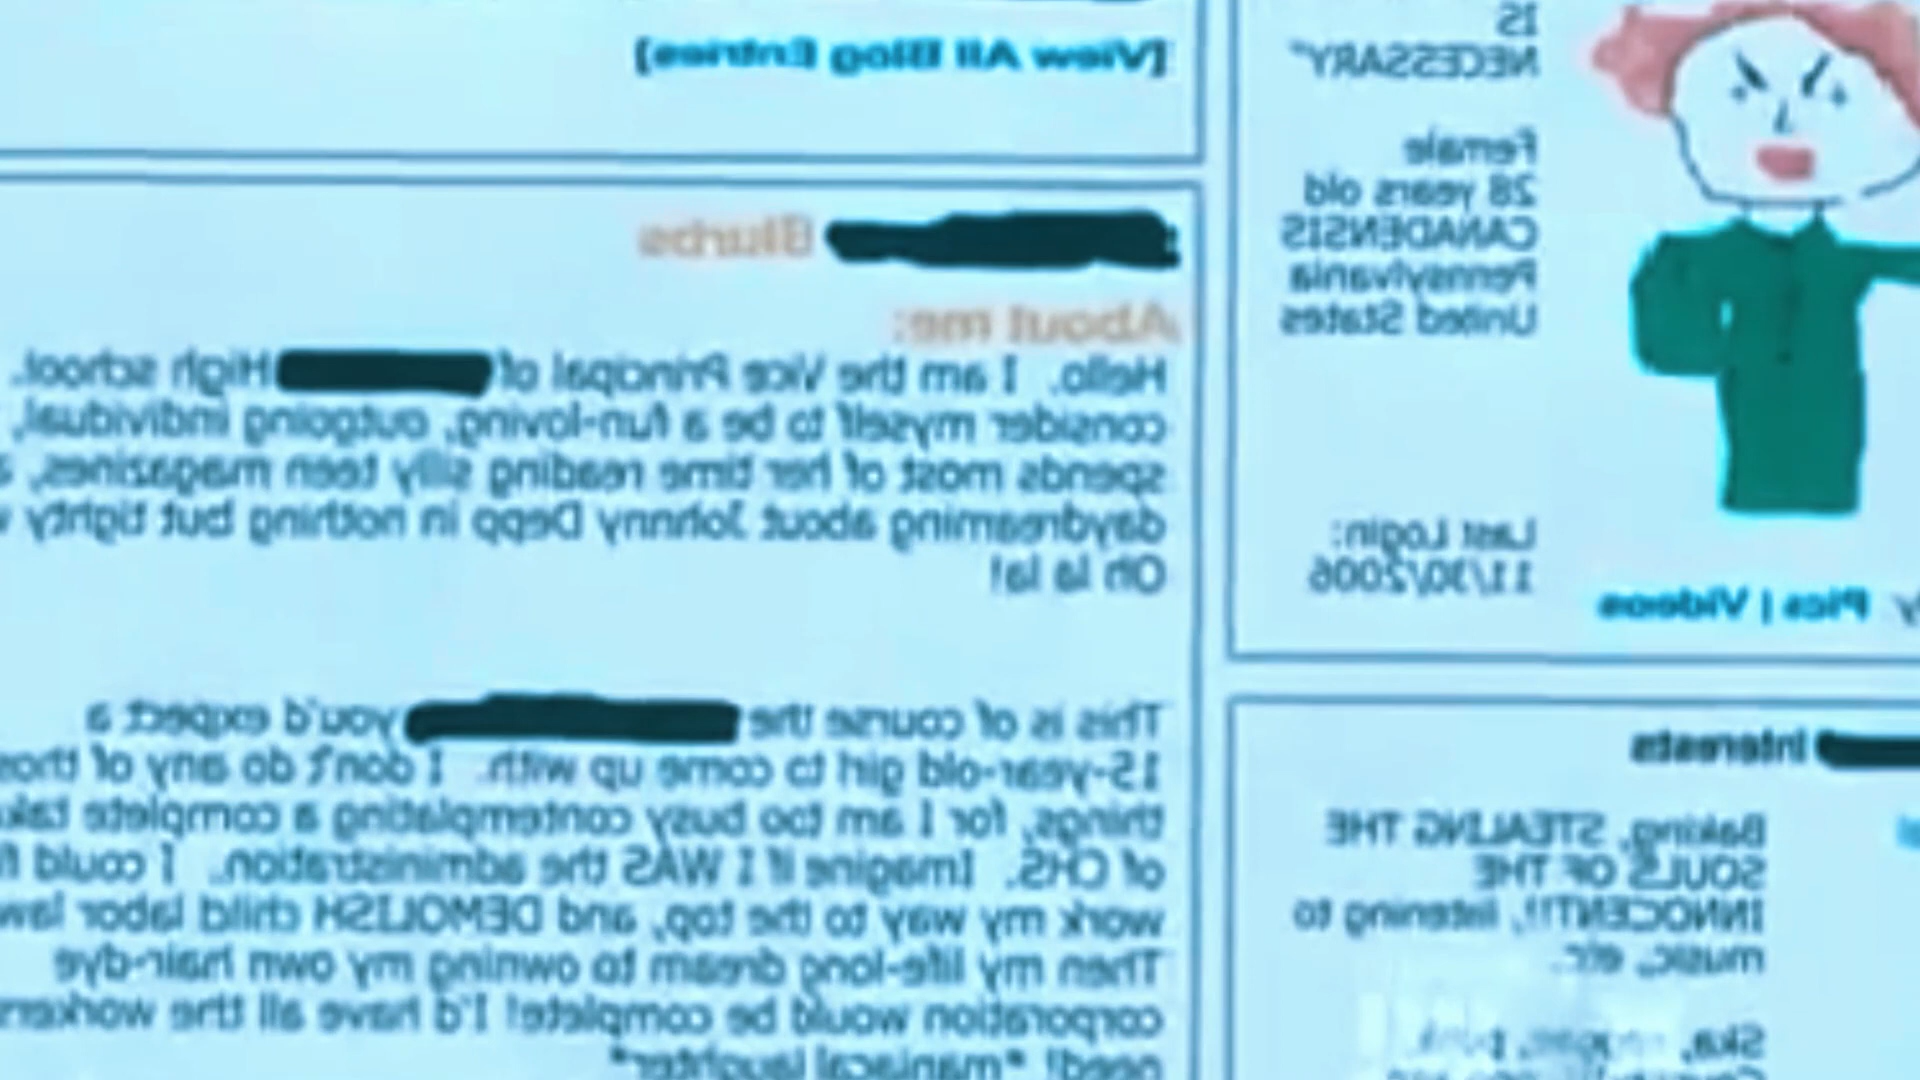 IS
NECESSARY"
Female
28 years old
CANADENSIS
Pennsylvania
United States
Last Login:
11/30/2006
Pics | Videos
Interests
Baking, STEALING THE
SOULS OF THE
INNOCENT!!, listening to
music, etc.
Ska,
[View All Blog Entries]
Blurbs
About me:
Hello. I am the Vice Principal of High school.
consider myself to be a fun-loving, outgoing individual,
spends most of her time reading silly teen magazines,
daydreaming about Johnny Depp in nothing but tighty
Oh la la!
This is of course the you'd expect a
15-year-old girl to come up with. I don't do any of
things, for I am too busy contemplating a complete
of CHS. Imagine if I WAS the administration. I could
work my way to the top, and DEMOLISH child labor
Then my life-long dream to owning my own hair-dye
corporation would be complete! I'd have all the workers
need! *maniacal laughter*